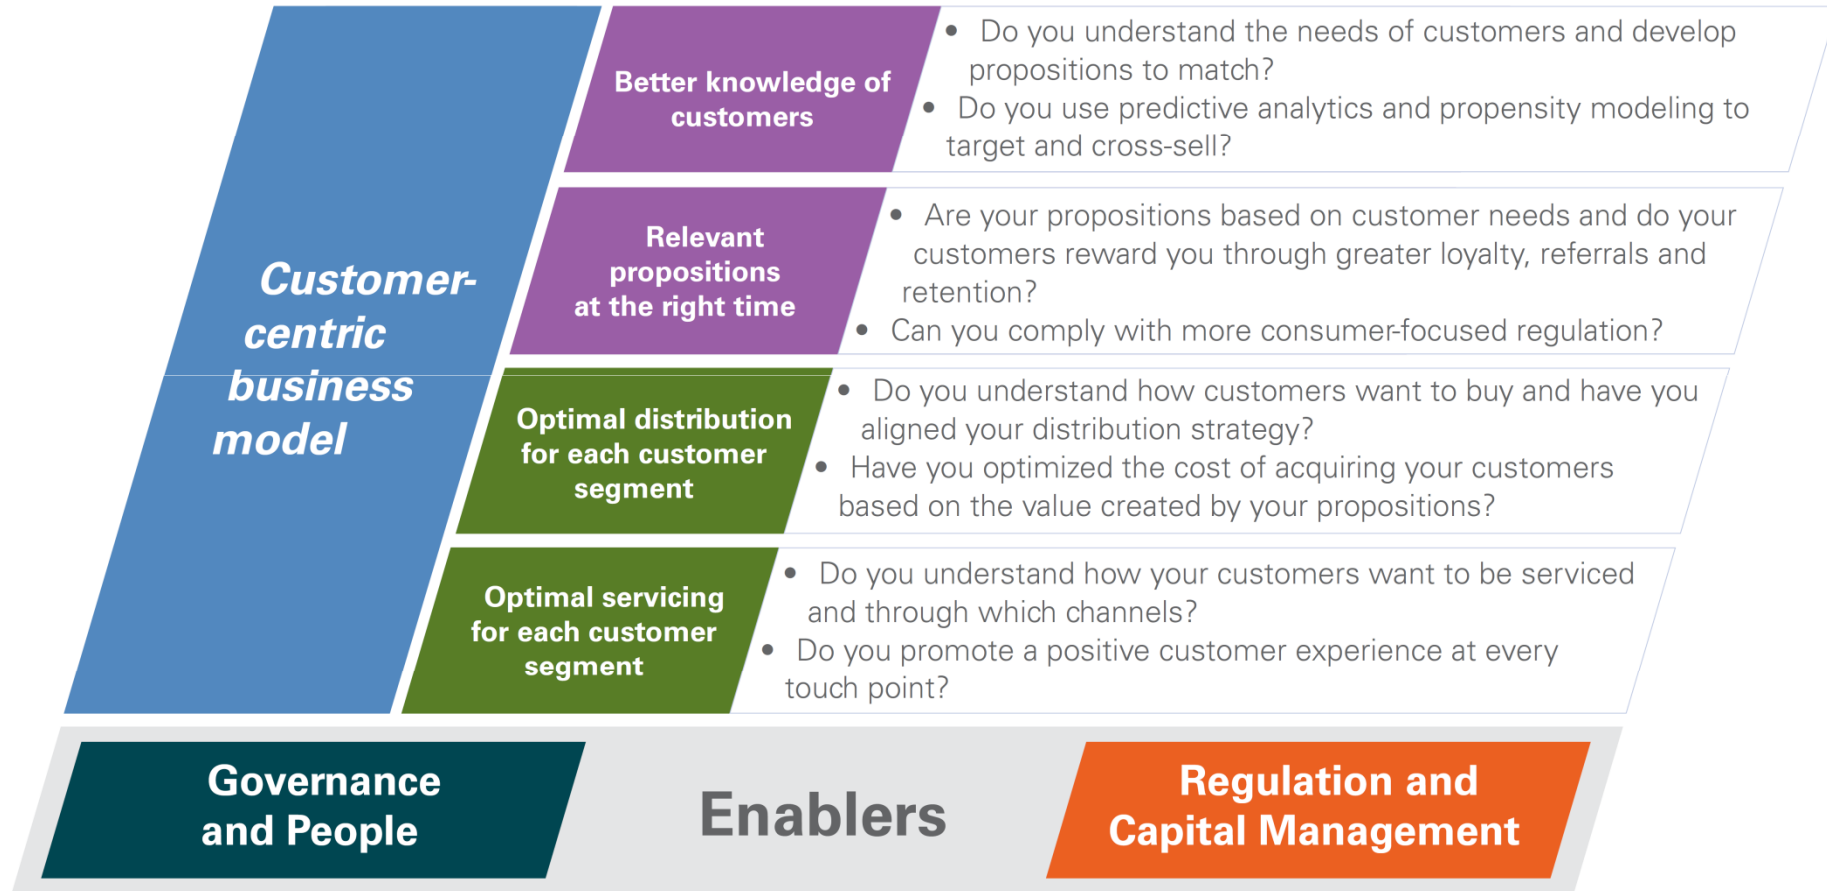 Customer-
centric
business
model
Better knowledge of
customers
• Do you understand the needs of customers and develop
propositions to match?
• Do you use predictive analytics and propensity modeling to
target and cross-sell?
Relevant
propositions
at the right time
• Are your propositions based on customer needs and do your
customers reward you through greater loyalty, referrals and
retention?
• Can you comply with more consumer-focused regulation?
Optimal distribution
for each customer
segment
• Do you understand how customers want to buy and have you
aligned your distribution strategy?
• Have you optimized the cost of acquiring your customers
based on the value created by your propositions?
Optimal servicing
for each customer
segment
• Do you understand how your customers want to be serviced
and through which channels?
• Do you promote a positive customer experience at every
touch point?
Governance
and People
Enablers
Regulation and
Capital Management